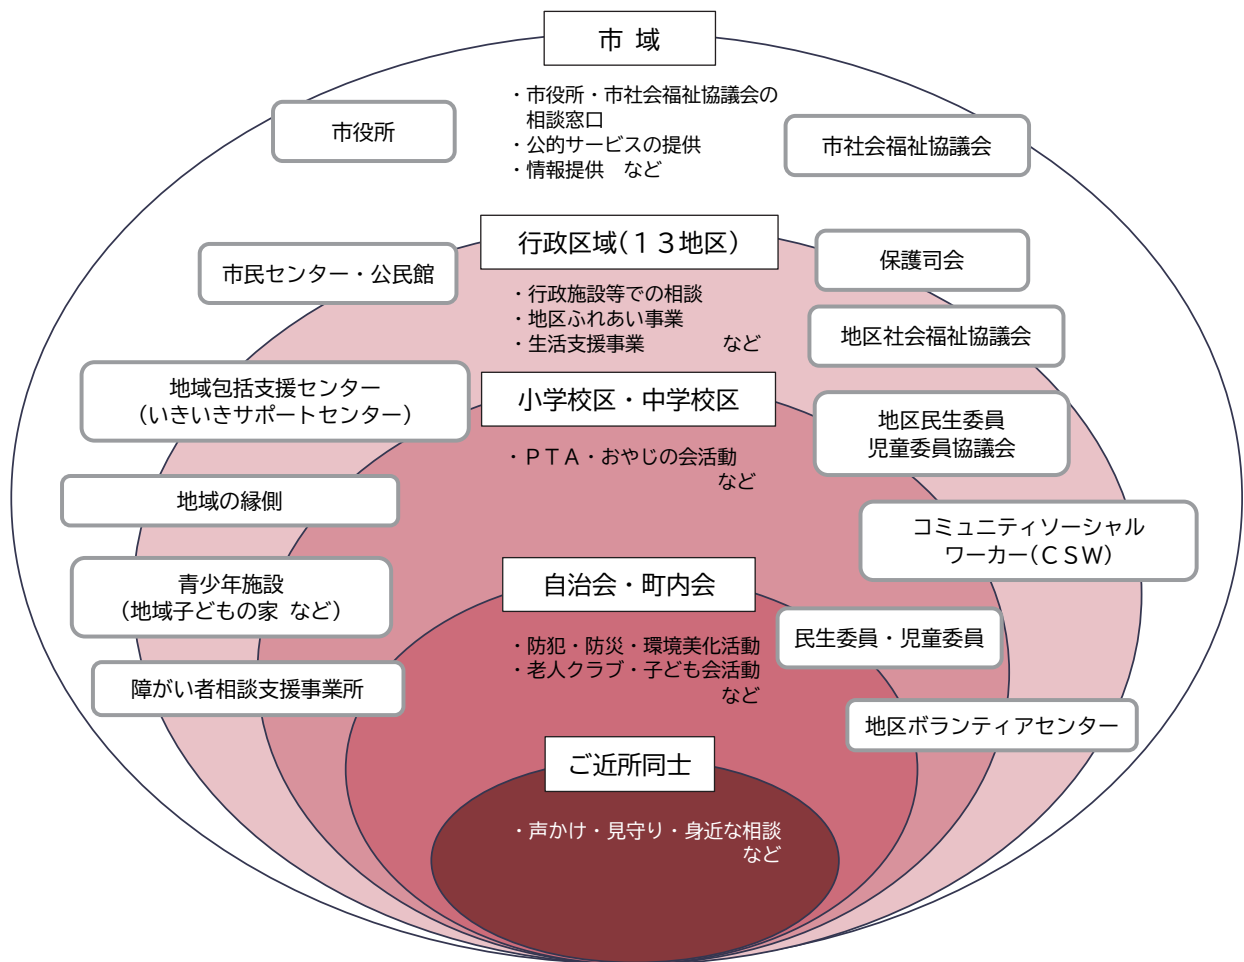 市 域
・市役所・市社会福祉協議会の
相談窓口
・公的サービスの提供
・情報提供　など
市役所
市社会福祉協議会
行政区域(１３地区)
・行政施設等での相談
・地区ふれあい事業
・生活支援事業　　　　など
市民センター・公民館
保護司会
地区社会福祉協議会
地域包括支援センター
(いきいきサポートセンター)
小学校区・中学校区
・ＰＴＡ・おやじの会活動
など
地区民生委員
児童委員協議会
地域の縁側
コミュニティソーシャル
ワーカー(ＣＳＷ)
青少年施設
(地域子どもの家 など)
自治会・町内会
・防犯・防災・環境美化活動
・老人クラブ・子ども会活動
など
民生委員・児童委員
障がい者相談支援事業所
地区ボランティアセンター
ご近所同士
・声かけ・見守り・身近な相談
など